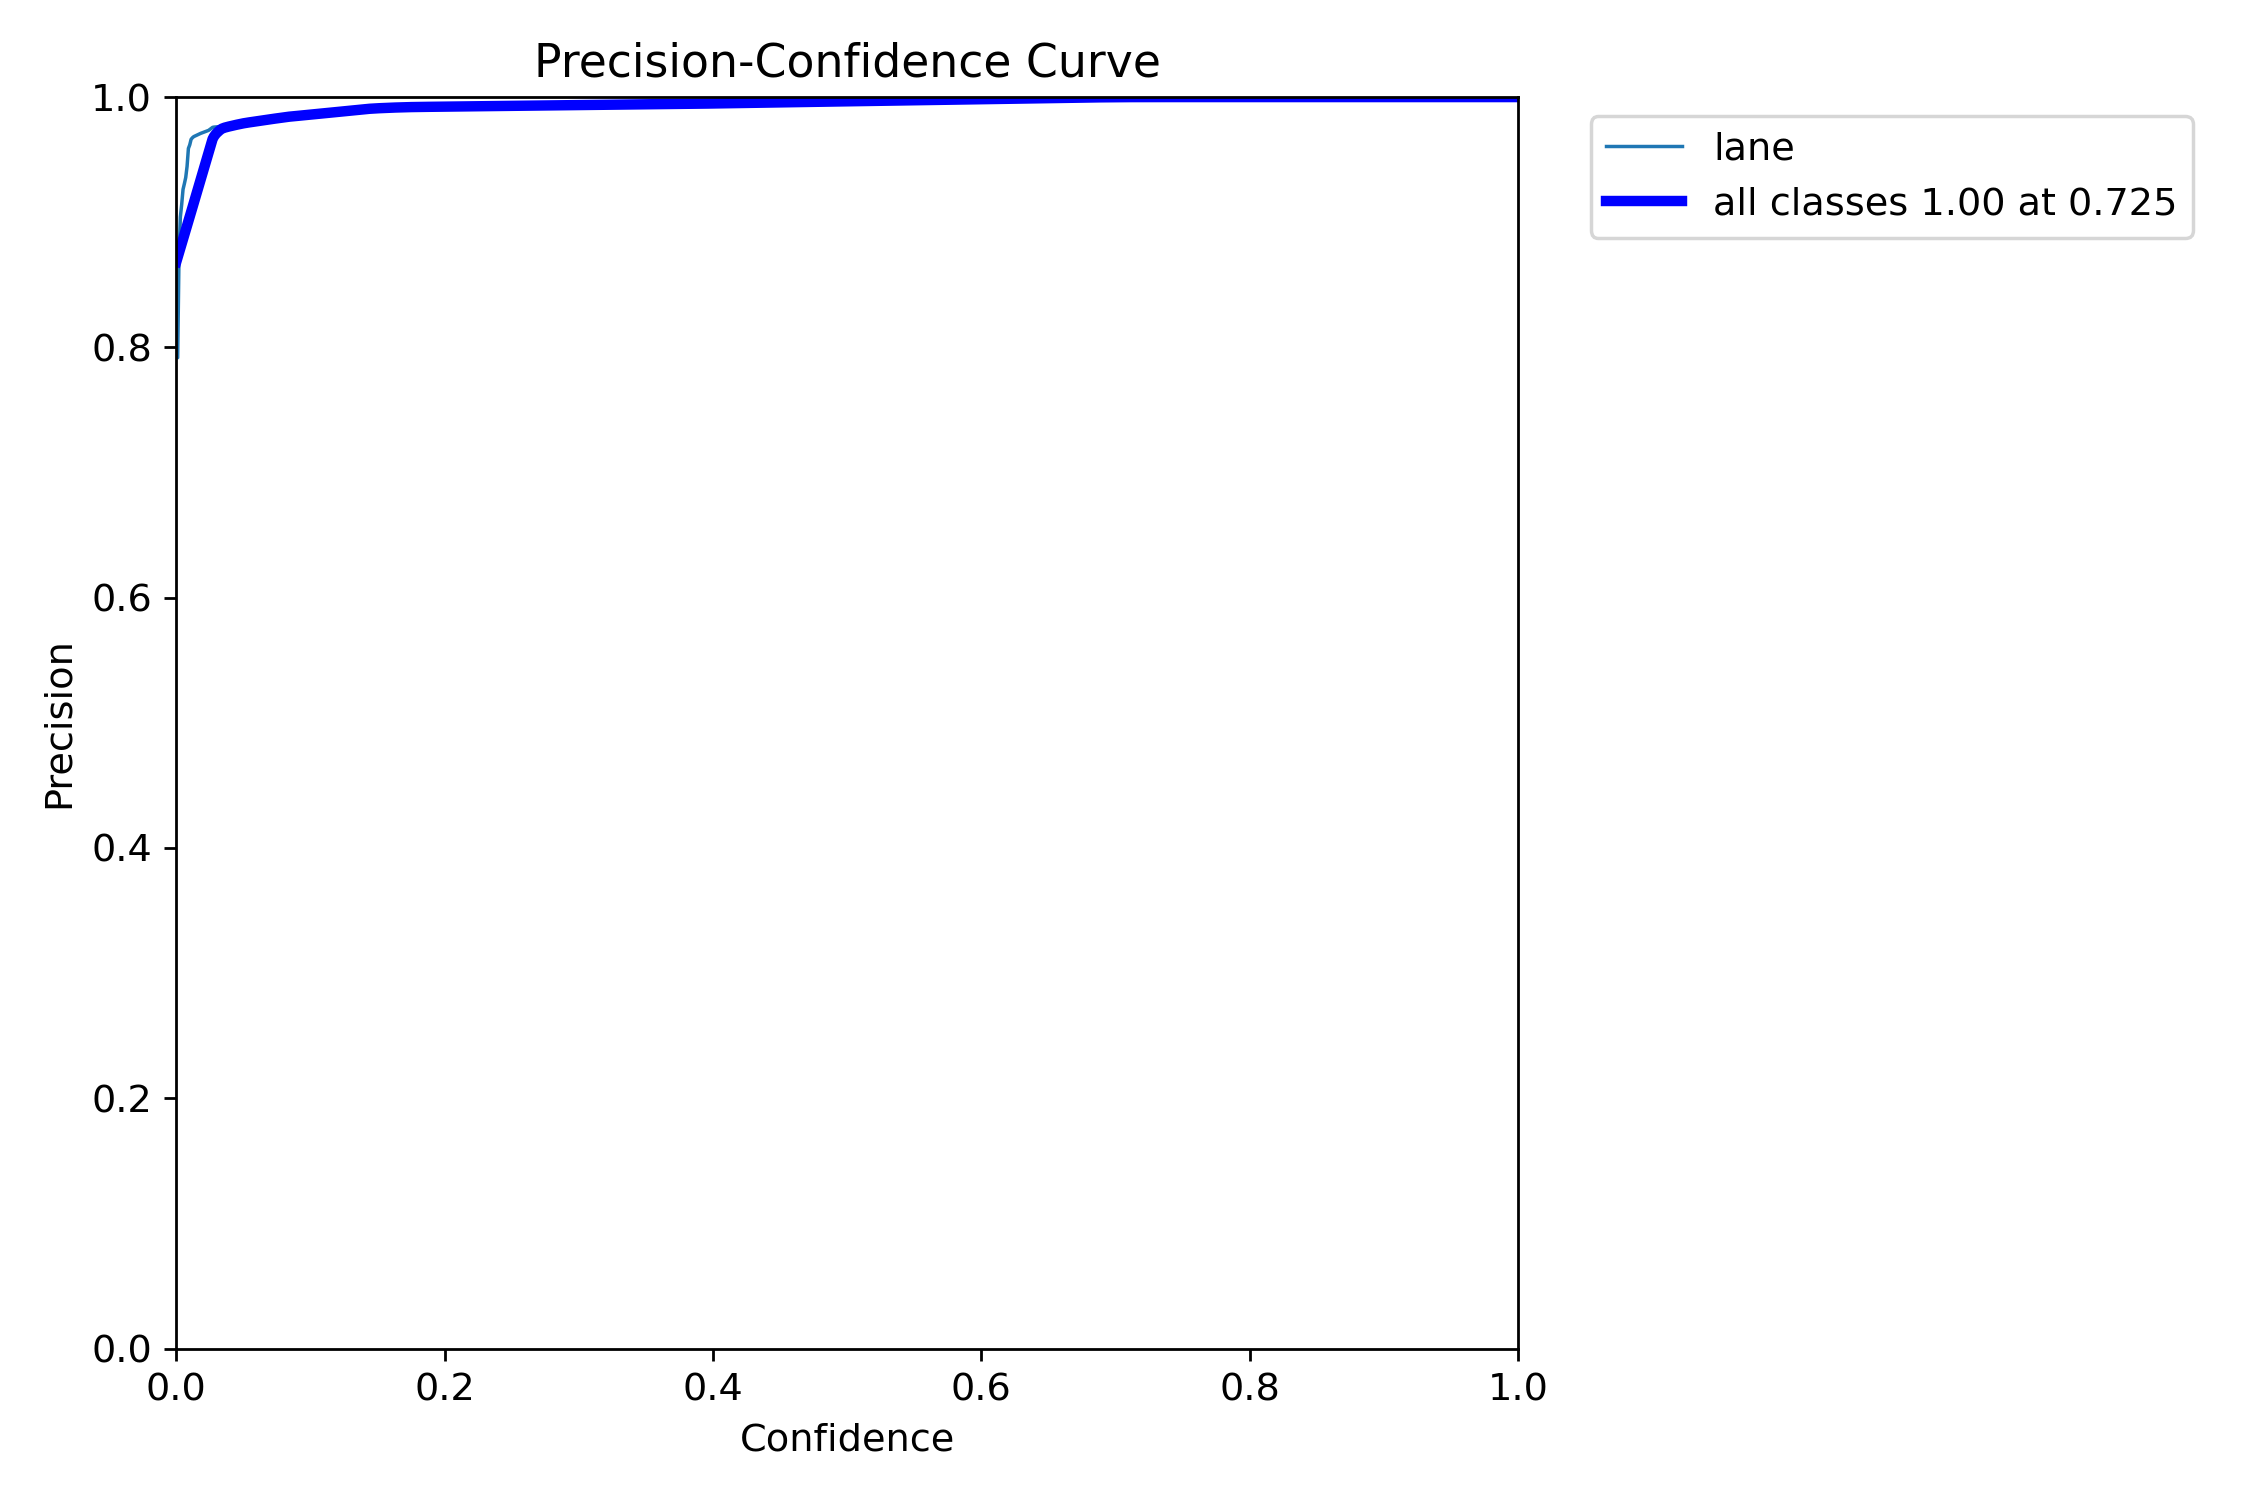 Precision-Confidence Curve
1.0
0.8
0.6
0.4
0.2
0.0
Precision
0.0 0.2 0.4 0.6 0.8 1.0
Confidence
lane
all classes 1.00 at 0.725